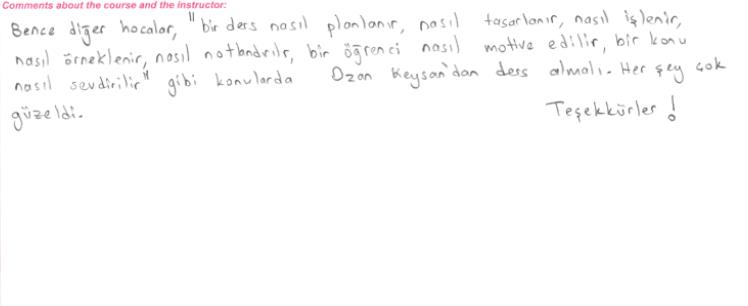 Comments about the course and the instructor:
Bence diğer hocalar, "bir ders nasıl planlanır, nasıl tasarlanır, nasıl işlenir,
nasıl örneklenir, nasıl notlandırılır, bir öğrenci nasıl motive edilir, bir konu
nasıl sevdirilir" gibi konularda Ozan Keysan'dan ders almalı. Her şey çok
güzeldi. Teşekkürler!